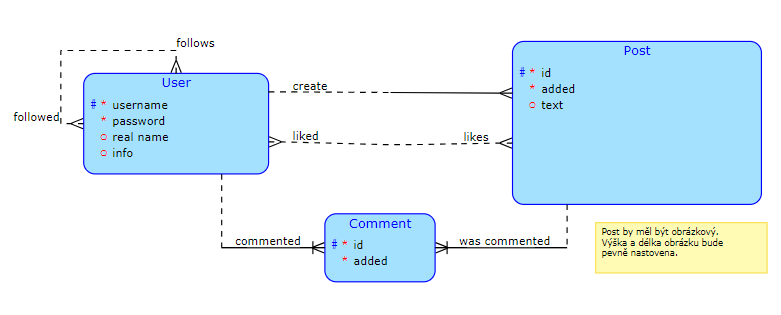 follows
followed
User
# * username
* password
○ real name
○ info
create
liked
likes
Post
# * id
* added
○ text
commented
Comment
# * id
* added
was commented
Post by měl být obrázkový.
Výška a délka obrázku bude
pevně nastovena.